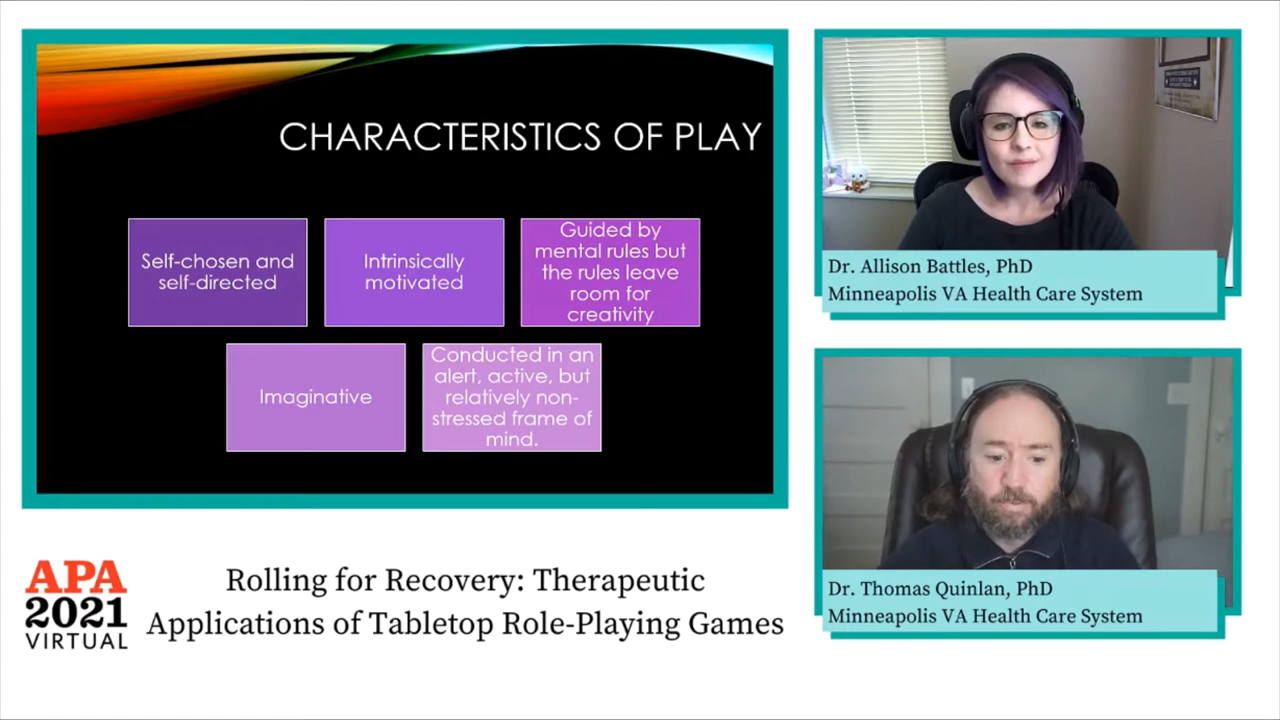 CHARACTERISTICS OF PLAY
Self-chosen and
self-directed
Intrinsically
motivated
Guided by
mental rules but
the rules leave
room for
creativity
Imaginative
Conducted in an
alert, active, but
relatively non-
stressed frame of
mind.
Dr. Allison Battles, PhD
Minneapolis VA Health Care System
Dr. Thomas Quinlan, PhD
Minneapolis VA Health Care System
APA
2021
VIRTUAL
Rolling for Recovery: Therapeutic
Applications of Tabletop Role-Playing Games